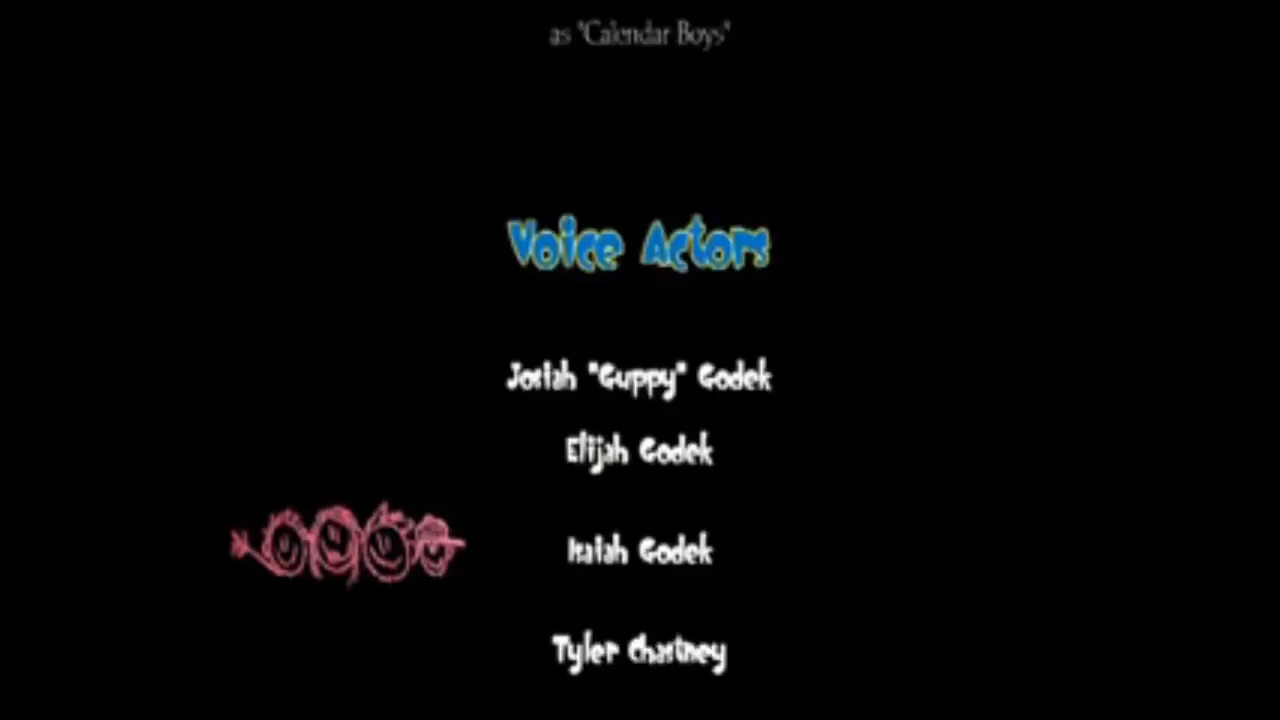 as "Calendar Boys"
Voice Actors
Josiah "Guppy" Godek
Elijah Godek
Isaiah Godek
Tyler Chastney